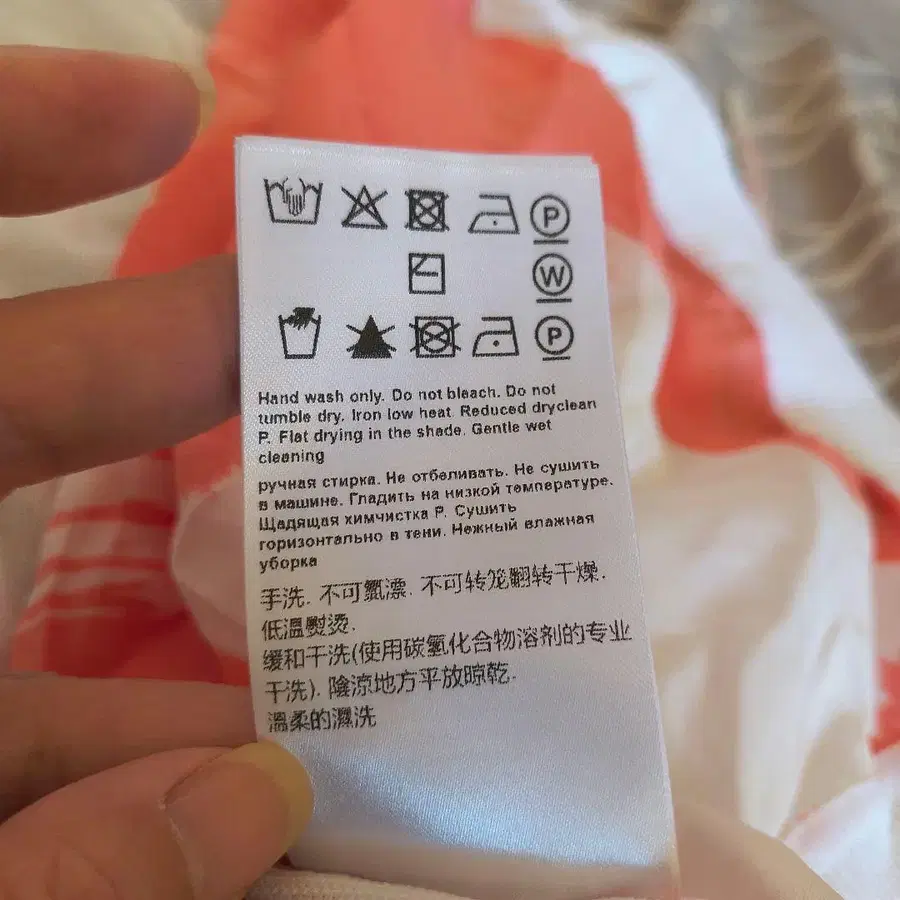 P
W
P
Hand wash only. Do not bleach. Do not
tumble dry. Iron low heat. Reduced dryclean
P. Flat drying in the shade. Gentle wet
cleaning
ручная стирка. Не отбеливать. Не сушить
в машине. Гладить на низкой температуре.
Щадящая химчистка P. Сушить
горизонтально в тени. Нежный влажная
уборка
手洗. 不可氯漂. 不可转笼翻转干燥.
低温熨烫.
缓和干洗(使用碳氢化合物溶剂的专业
干洗). 陰涼地方平放晾乾.
溫柔的濕洗